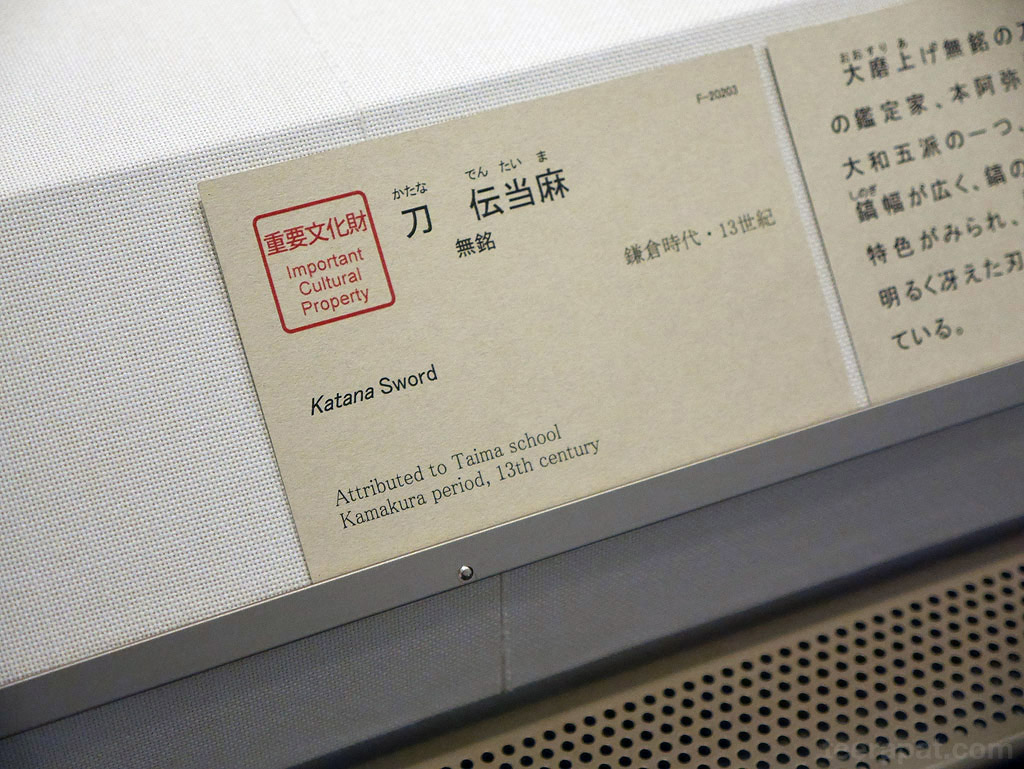 F-20203
重要文化財
Important
Cultural
Property
かたな でん たい ま
刀 伝当麻
無銘
鎌倉時代・13世紀
Katana Sword
Attributed to Taima school
Kamakura period, 13th century
おおすり あ
大磨上げ無銘の
の鑑定家、本阿弥
大和五派の一つ、
しのぎ
鎬幅が広く、鎬の
特色がみられ、
明るく冴えた刃
ている。